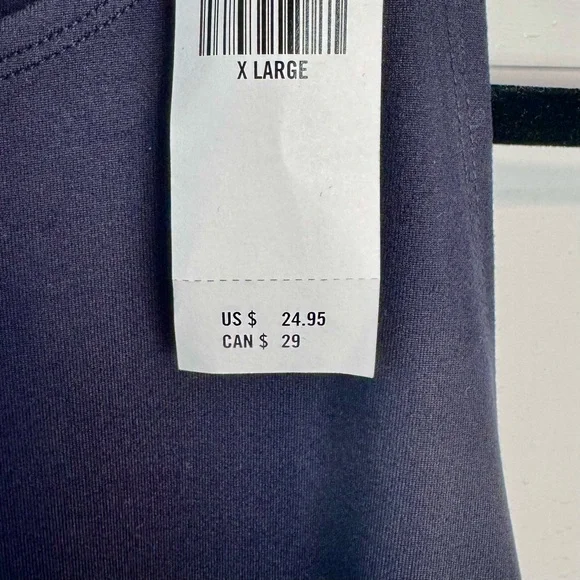 X LARGE
US $ 24.95
CAN $ 29